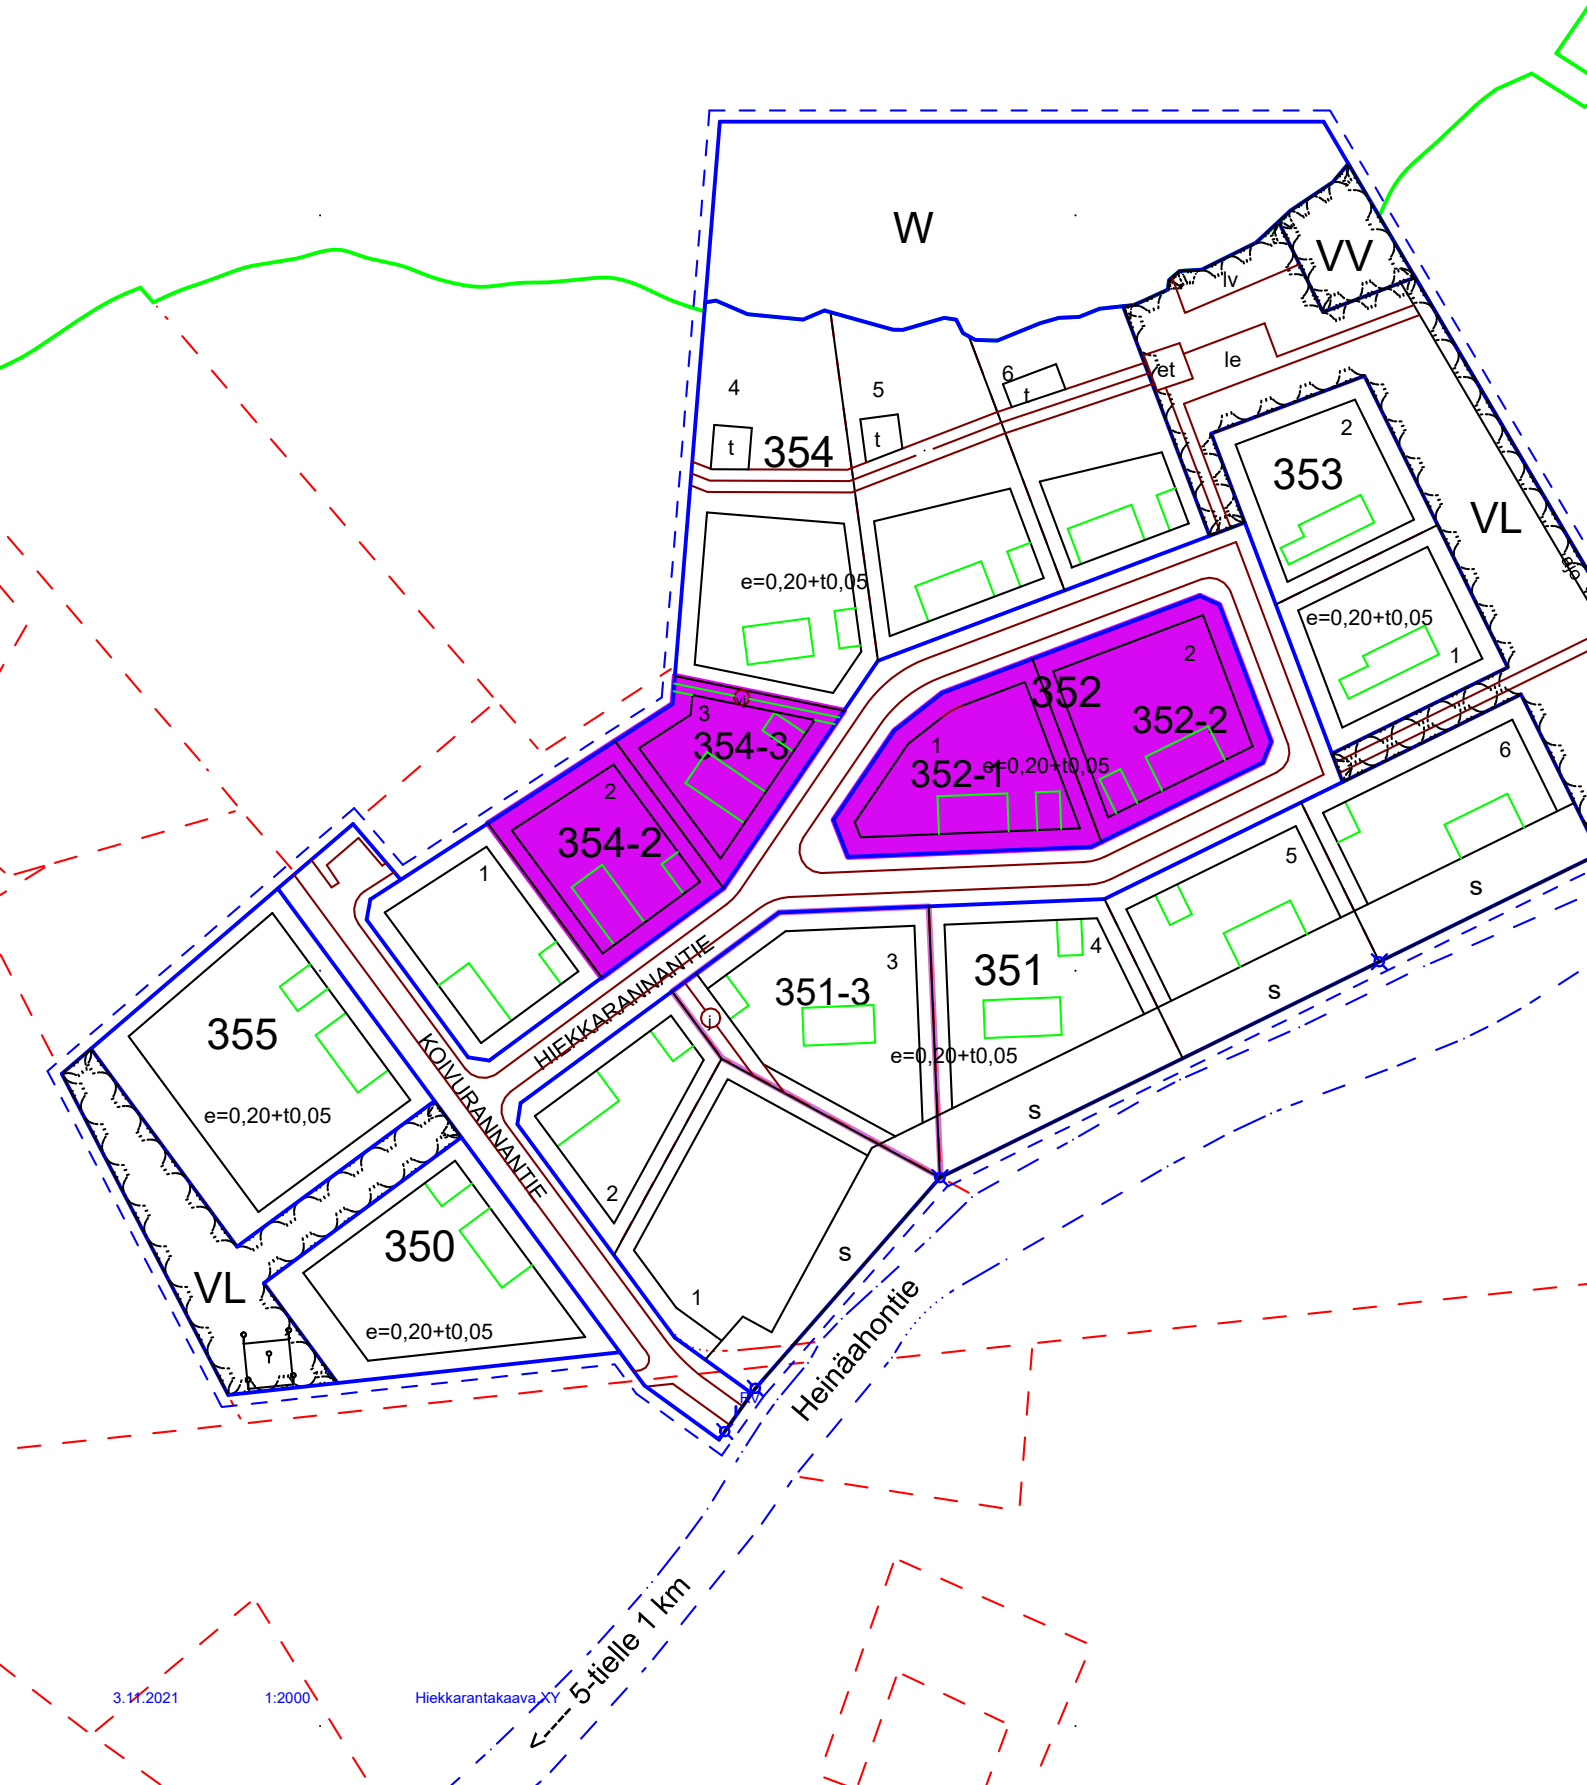 W
VV
lv
et
le
4
5
6
t
t
t
354
2
353
VL
ajo
e=0,20+t0,05
e=0,20+t0,05
1
2
352
352-2
3
354-3
1
352-1
e=0,20+t0,05
6
2
354-2
5
1
s
HIEKKARANNANTIE
3
4
351
351-3
s
j
355
KOIVURANNANTIE
e=0,20+t0,05
e=0,20+t0,05
s
2
350
s
VL
1
e=0,20+t0,05
Heinäahontie
5-tielle 1 km
3.11.2021
1:2000
Hiekkarantakaava,XY